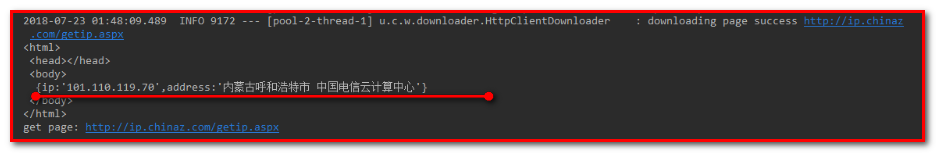 2018-07-23 01:48:09.489  INFO 9172 --- [pool-2-thread-1] u.c.w.downloader.HttpClientDownloader    : downloading page success http://ip.chinaz
.com/getip.aspx
<html>
<head></head>
<body>
{ip:'101.110.119.70',address:'内蒙古呼和浩特市 中国电信云计算中心'}
</body>
</html>
get page: http://ip.chinaz.com/getip.aspx